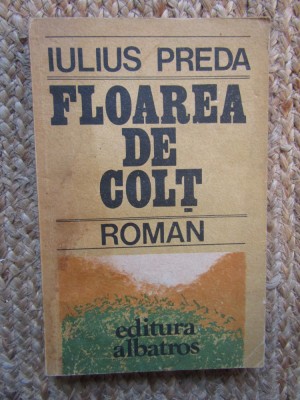 IULIUS PREDA
FLOAREA
DE
COLȚ
ROMAN
editura
albatros